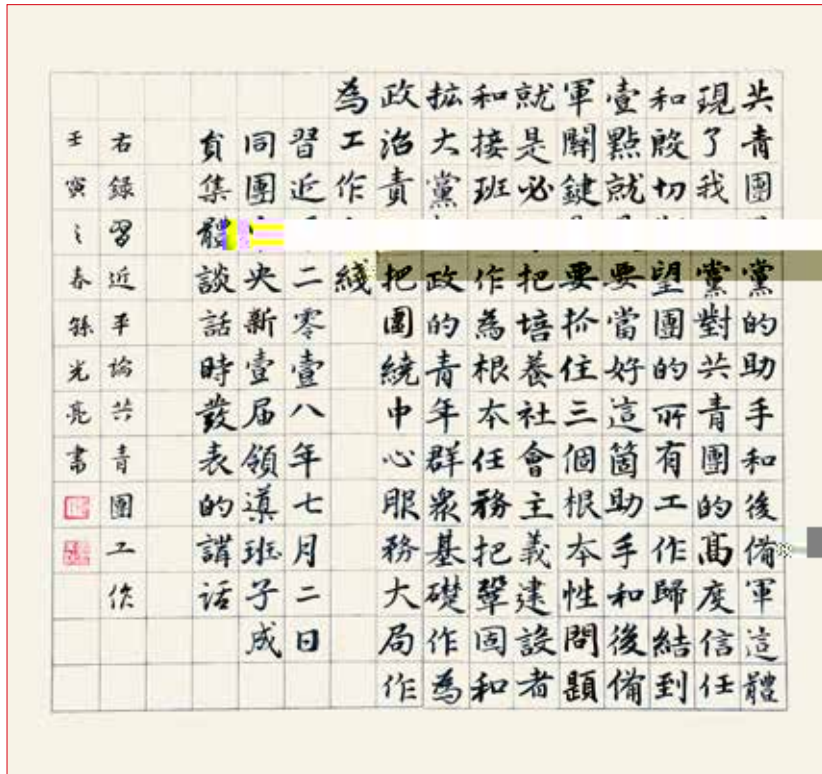 共青團黨的助手和後備軍這體
現了我黨對共青團的高度信任
和殷切望團的所有工作歸結到
壹點就要當好這箇助手和後備
軍關鍵要抓住三個根本性問題
就是必把培養社會主義建設者
和接班作為根本任務把鞏固和
拡大黨政的青年群衆基礎作為
政治責把圍繞中心服務大局作
為工作綫
習近二零壹八年七月二日
同團央新壹届領導班子成
員集體談話時發表的講話
右録習近平論共青團工作
壬寅之春孫光亮書